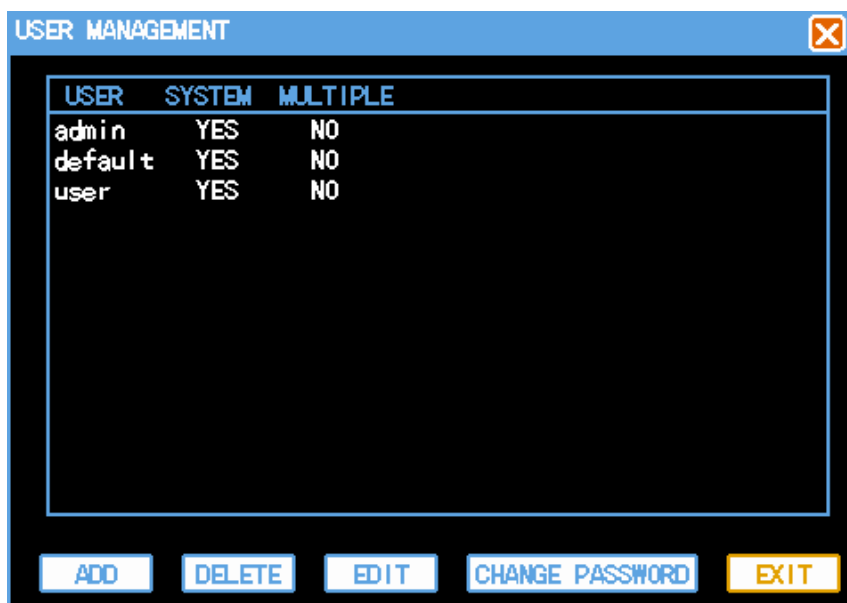 USER MANAGEMENT
USER SYSTEM MULTIPLE
admin YES NO
default YES NO
user YES NO
ADD DELETE EDIT CHANGE PASSWORD EXIT